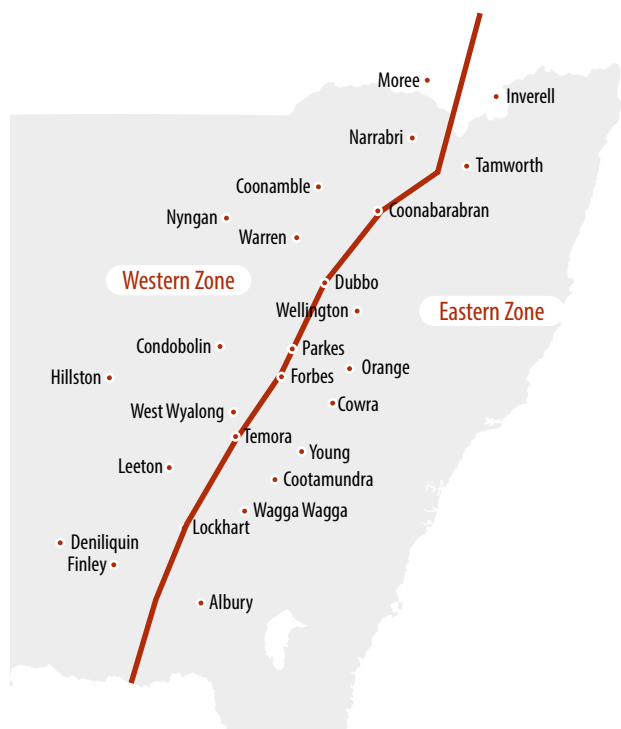 Moree
Inverell
Narrabri
Tamworth
Coonamble
Coonabarabran
Nyngan
Warren
Western Zone
Dubbo
Wellington
Eastern Zone
Condobolin
Parkes
Orange
Hillston
Forbes
West Wyalong
Cowra
Temora
Young
Leeton
Cootamundra
Wagga Wagga
Lockhart
Deniliquin
Finley
Albury